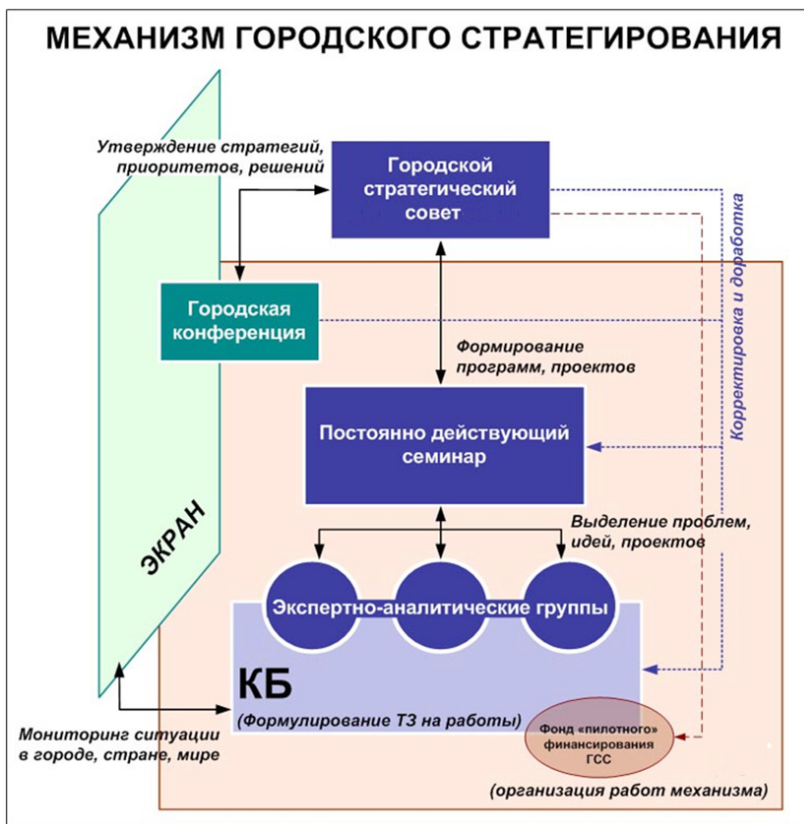 МЕХАНИЗМ ГОРОДСКОГО СТРАТЕГИРОВАНИЯ
Утверждение стратегий,
приоритетов, решений
Городской
стратегический
совет
Городская
конференция
Корректировка и доработка
Формирование
программ, проектов
Постоянно действующий
семинар
ЭКРАН
Выделение проблем,
идей, проектов
Экспертно-аналитические группы
КБ
(Формулирование ТЗ на работы)
Мониторинг ситуации
в городе, стране, мире
Фонд «пилотного»
финансирования
ГСС
(организация работ механизма)